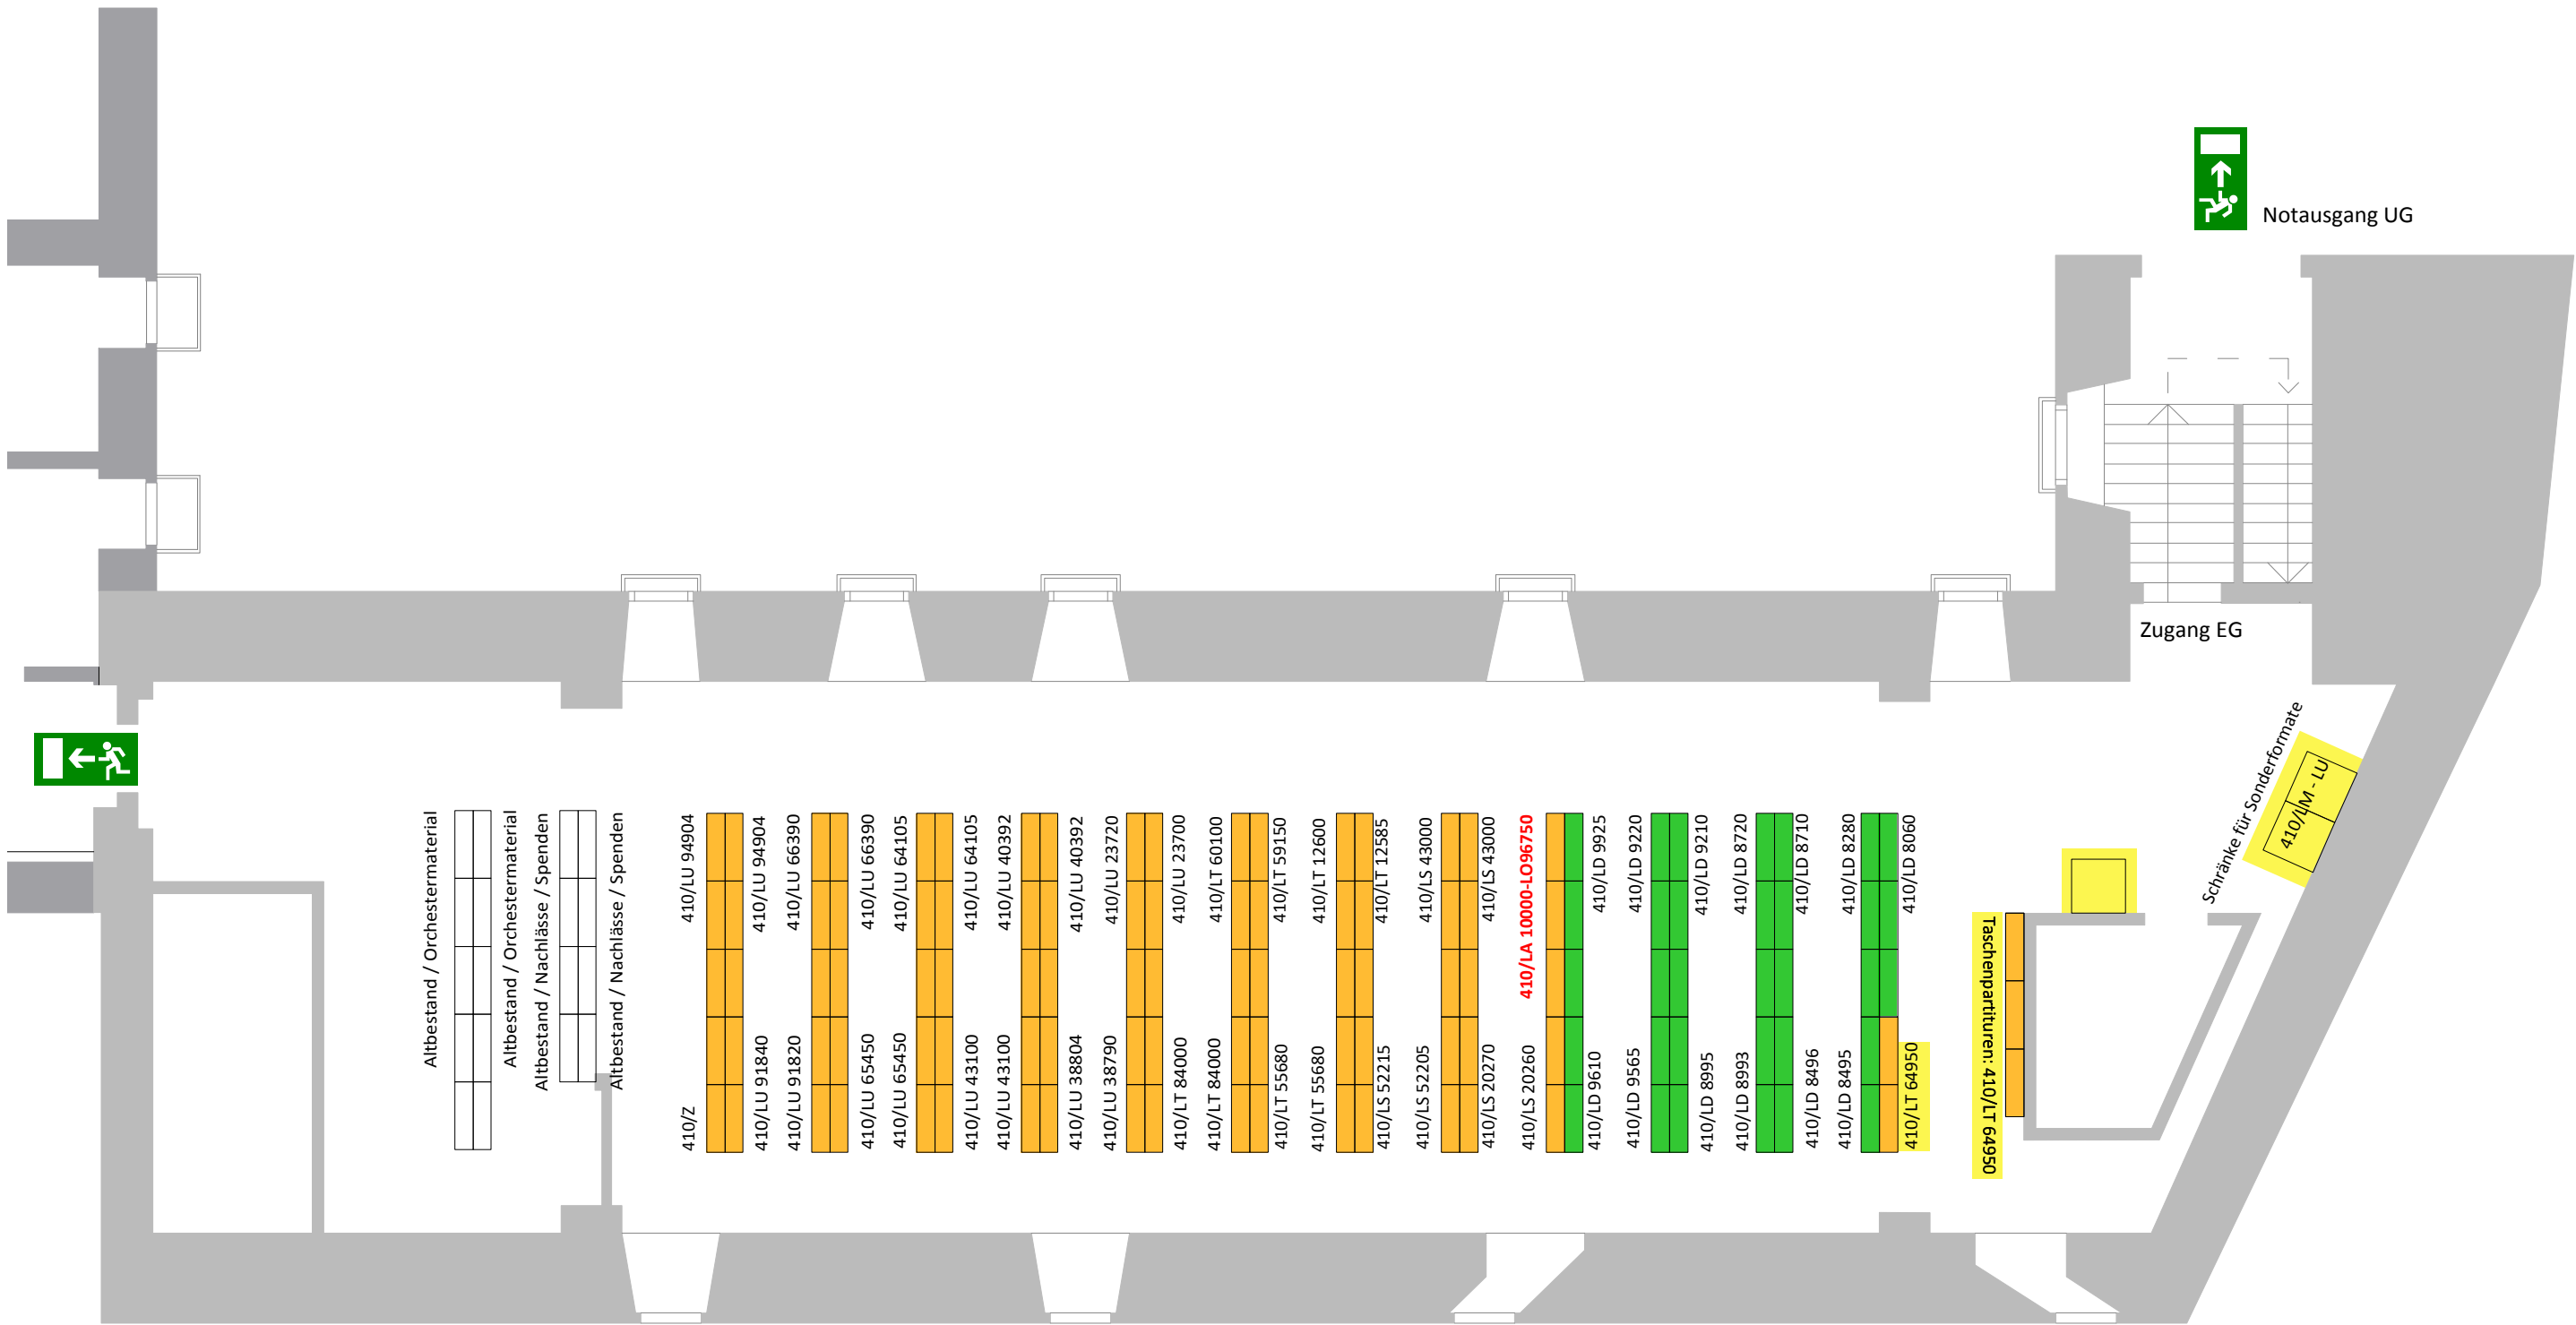 Notausgang UG
Zugang EG
Schränke für Sonderformate
410/LM - LU
Altbestand / Orchestermaterial
Altbestand / Orchestermaterial
Altbestand / Nachlässe / Spenden
Altbestand / Nachlässe / Spenden
410/LU 94904
410/LU 94904
410/LU 66390
410/LU 66390
410/LU 64105
410/LU 64105
410/LU 40392
410/LU 40392
410/LU 23720
410/LU 23700
410/LT 60100
410/LT 59150
410/LT 12600
410/LT 12585
410/LS 43000
410/LS 43000
410/LA 10000-LO96750
410/LD 9925
410/LD 9220
410/LD 9210
410/LD 8720
410/LD 8710
410/LD 8280
410/LD 8060
410/Z
410/LU 91840
410/LU 91820
410/LU 65450
410/LU 65450
410/LU 43100
410/LU 43100
410/LU 38804
410/LU 38790
410/LT 84000
410/LT 84000
410/LT 55680
410/LT 55680
410/LS 52215
410/LS 52205
410/LS 20270
410/LS 20260
410/LD 9610
410/LD 9565
410/LD 8995
410/LD 8993
410/LD 8496
410/LD 8495
410/LT 64950
Taschenpartituren: 410/LT 64950